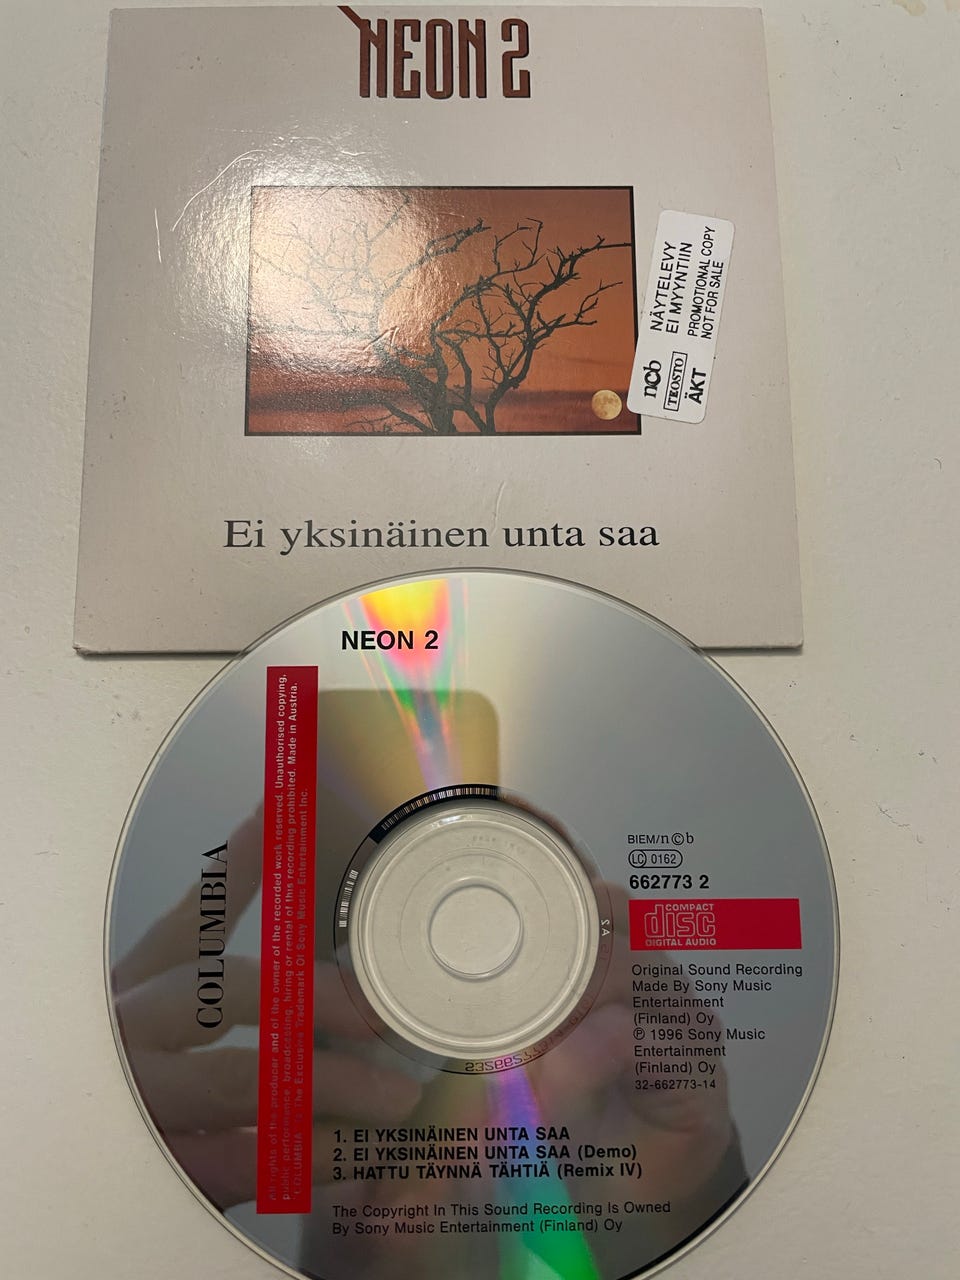 NEON 2
NÄYTELEVY
EI MYYNTIIN
PROMOTIONAL COPY
NOT FOR SALE
ncb
TEOSTO
ÄKT
Ei yksinäinen unta saa
NEON 2
All rights of the producer and of the owner of the recorded work reserved. Unauthorised copying,
public performance, broadcasting, hiring or rental of this recording prohibited. Made in Austria.
"COLUMBIA" is The Exclusive Trademark Of Sony Music Entertainment Inc.
COLUMBIA
BIEM/n©b
LC 0162
662773 2
COMPACT
disc
DIGITAL AUDIO
Original Sound Recording
Made By Sony Music
Entertainment
(Finland) Oy
℗ 1996 Sony Music
Entertainment
(Finland) Oy
32-662773-14
1. EI YKSINÄINEN UNTA SAA
2. EI YKSINÄINEN UNTA SAA (Demo)
3. HATTU TÄYNNÄ TÄHTIÄ (Remix IV)
The Copyright In This Sound Recording Is Owned
By Sony Music Entertainment (Finland) Oy